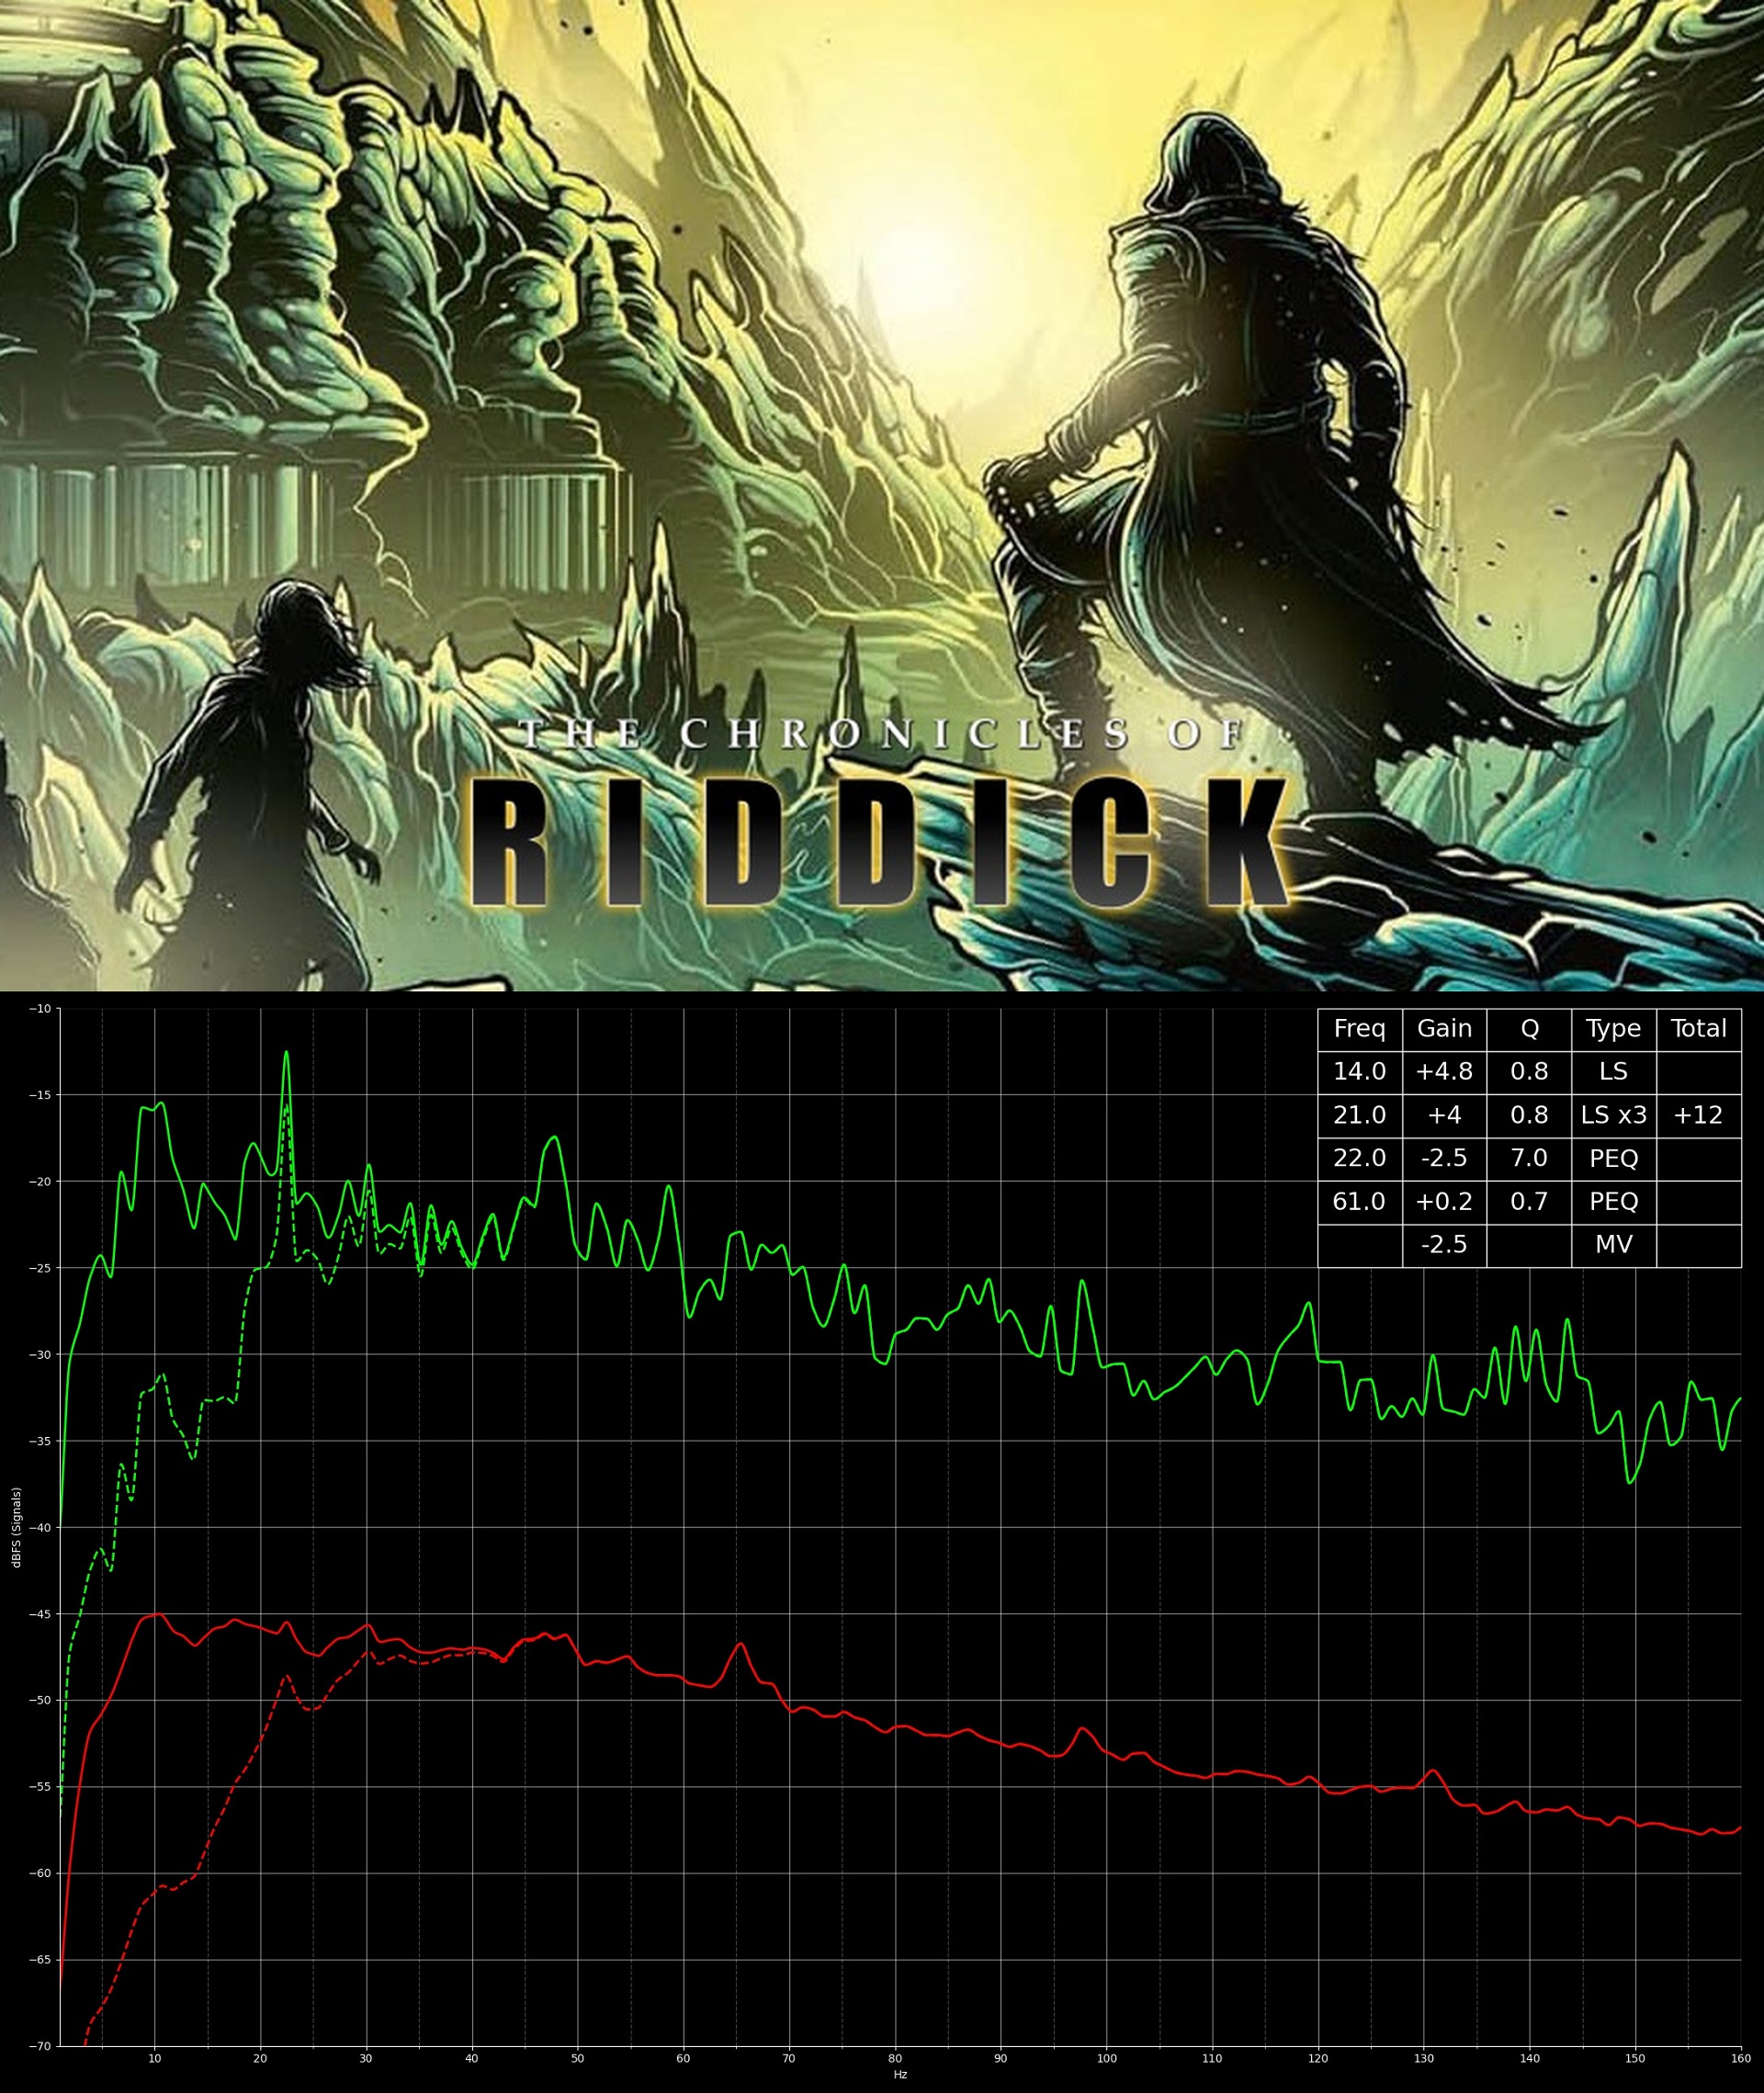 THE CHRONICLES OF
RIDDICK
Freq Gain Q Type Total
14.0 +4.8 0.8 LS
21.0 +4 0.8 LS x3 +12
22.0 -2.5 7.0 PEQ
61.0 +0.2 0.7 PEQ
-2.5 MV
−10
−15
−20
−25
−30
−35
−40
−45
−50
−55
−60
−65
−70
dBFS (Signals)
10 20 30 40 50 60 70 80 90 100 110 120 130 140 150 160
Hz